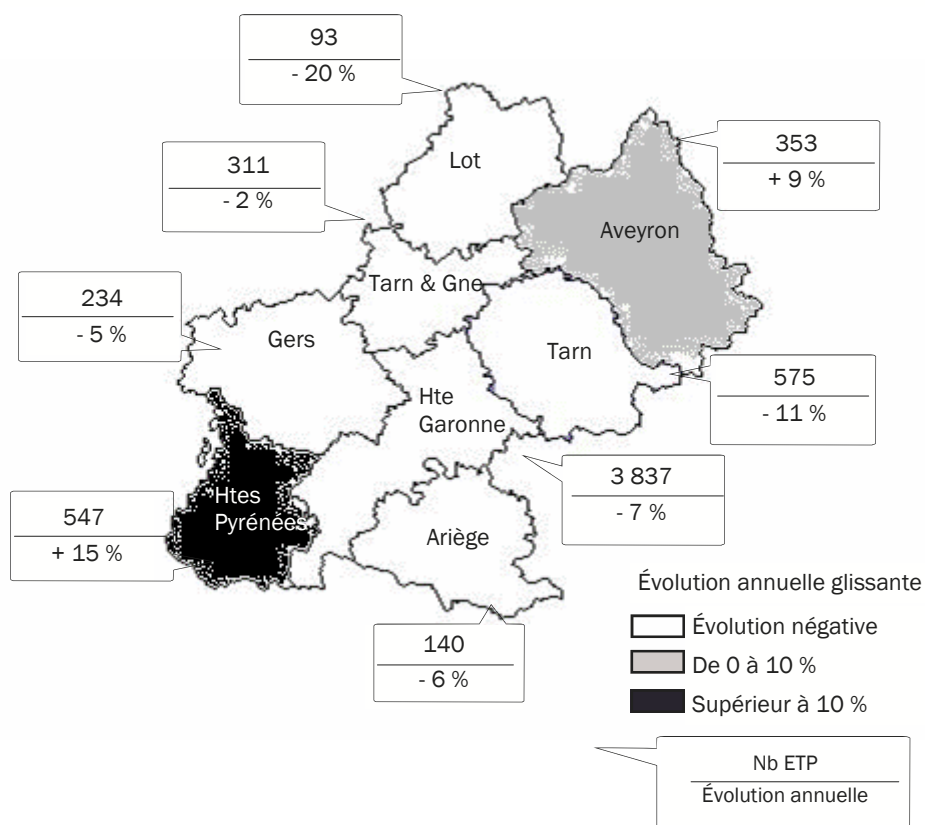 93
- 20 %
Lot
353
+ 9 %
311
- 2 %
Aveyron
Tarn & Gne
234
- 5 %
Gers
Tarn
575
- 11 %
Hte
Garonne
3 837
- 7 %
Htes
Pyrénées
547
+ 15 %
Ariège
140
- 6 %
Évolution annuelle glissante
Évolution négative
De 0 à 10 %
Supérieur à 10 %
Nb ETP
Évolution annuelle